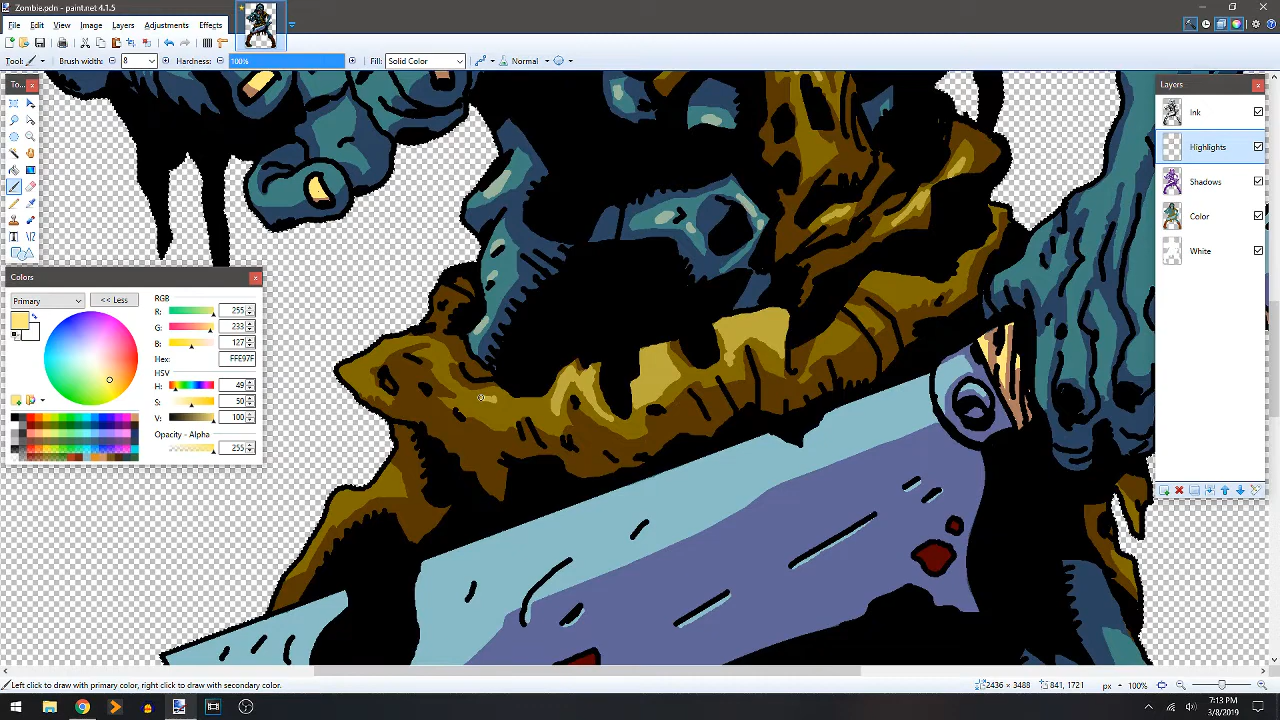 Zombie.pdn - paint.net 4.1.5
File Edit View Image Layers Adjustments Effects
Tool: Brush width: 8 Hardness: 100% Fill: Solid Color Normal
To...
Layers
Ink
Highlights
Shadows
Color
White
Colors
Primary << Less
RGB
R: 255
G: 233
B: 127
Hex: FFE97F
HSV
H: 49
S: 50
V: 100
Opacity - Alpha
255
Left click to draw with primary color, right click to draw with secondary color. 2436 × 3488 841, 1721 px 100%
7:13 PM
3/8/2019